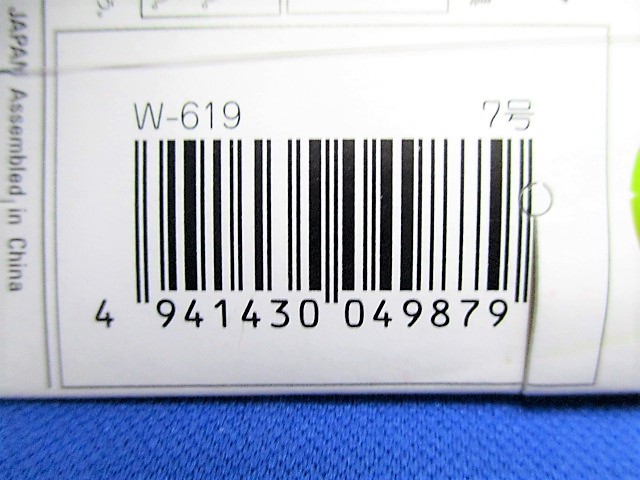 W-619 7号
4 941430 049879
JAPAN Assembled in China